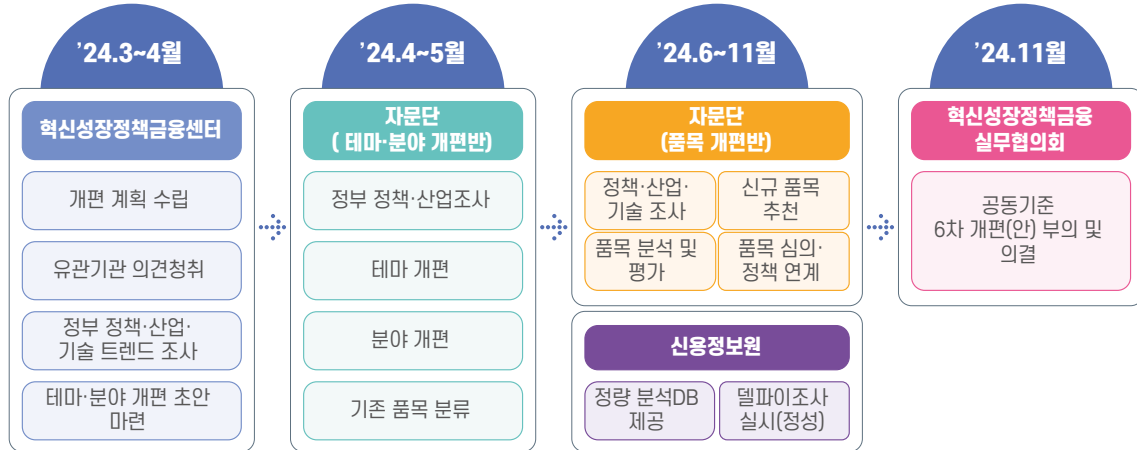 ’24.3~4월
혁신성장정책금융센터
개편 계획 수립
유관기관 의견청취
정부 정책·산업·
기술 트렌드 조사
테마·분야 개편 초안
마련
’24.4~5월
자문단
( 테마·분야 개편반)
정부 정책·산업조사
테마 개편
분야 개편
기존 품목 분류
’24.6~11월
자문단
(품목 개편반)
정책·산업·
기술 조사
신규 품목
추천
품목 분석 및
평가
품목 심의·
정책 연계
신용정보원
정량 분석DB
제공
델파이조사
실시(정성)
’24.11월
혁신성장정책금융
실무협의회
공동기준
6차 개편(안) 부의 및
의결